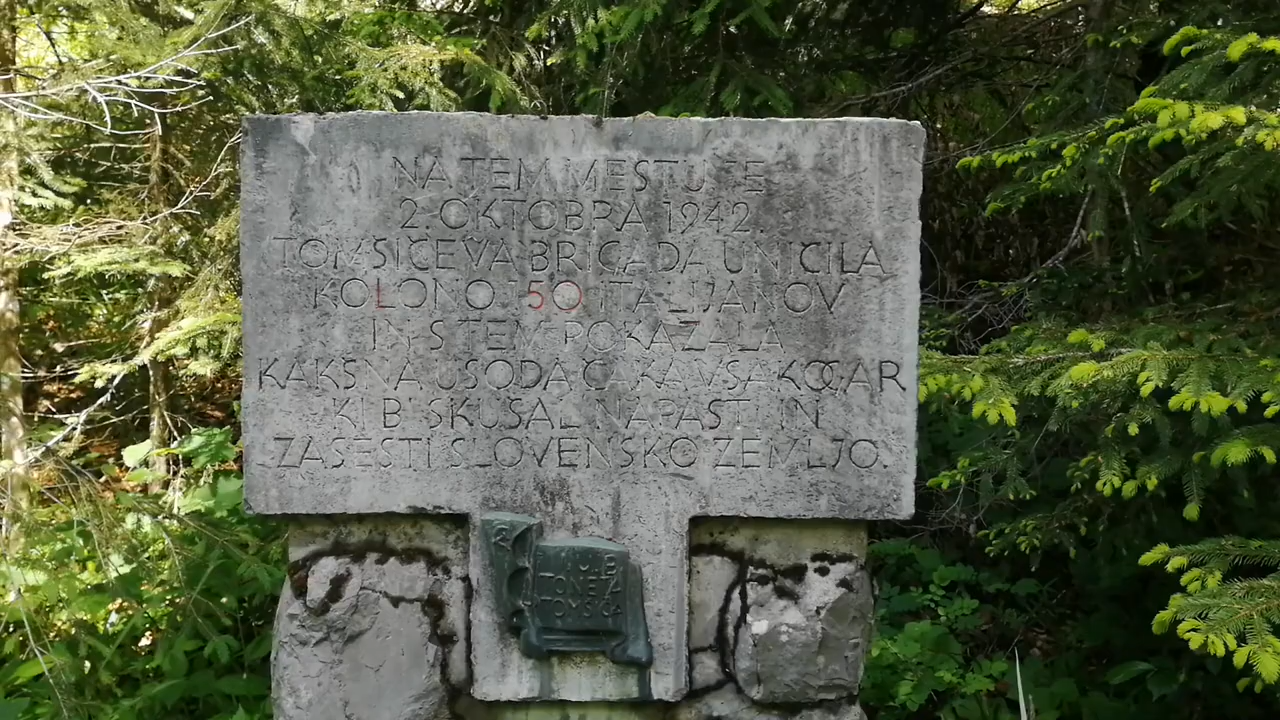 NA TEM MESTU JE
2. OKTOBRA 1942.
TOMŠIČEVA BRIGADA UNIČILA
KOLONO 150 ITALIJANOV
IN S TEM POKAZALA
KAKŠNA USODA ČAKA VSAKOGAR
KI BI SKUŠAL NAPASTI IN
ZASESTI SLOVENSKO ZEMLJO.
TONETA
TOMŠIČA